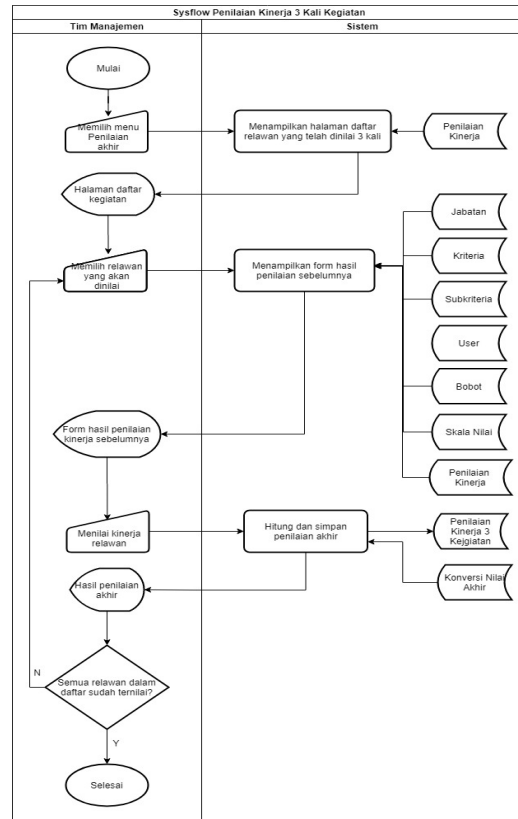 Sysflow Penilaian Kinerja 3 Kali Kegiatan
Tim Manajemen
Sistem
Mulai
Memilih menu
Penilaian
akhir
Menampilkan halaman daftar
relawan yang telah dinilai 3 kali
Penilaian
Kinerja
Halaman daftar
kegiatan
Jabatan
Memilih relawan
yang akan
dinilai
Menampilkan form hasil
penilaian sebelumnya
Kriteria
Subkriteria
User
Bobot
Form hasil penilaian
kinerja sebelumnya
Skala Nilai
Penilaian
Kinerja
Menilai kinerja
relawan
Hitung dan simpan
penilaian akhir
Penilaian
Kinerja 3
Kejgiatan
Hasil penilaian
akhir
Konversi Nilai
Akhir
N
Semua relawan dalam
daftar sudah ternilai?
Y
Selesai